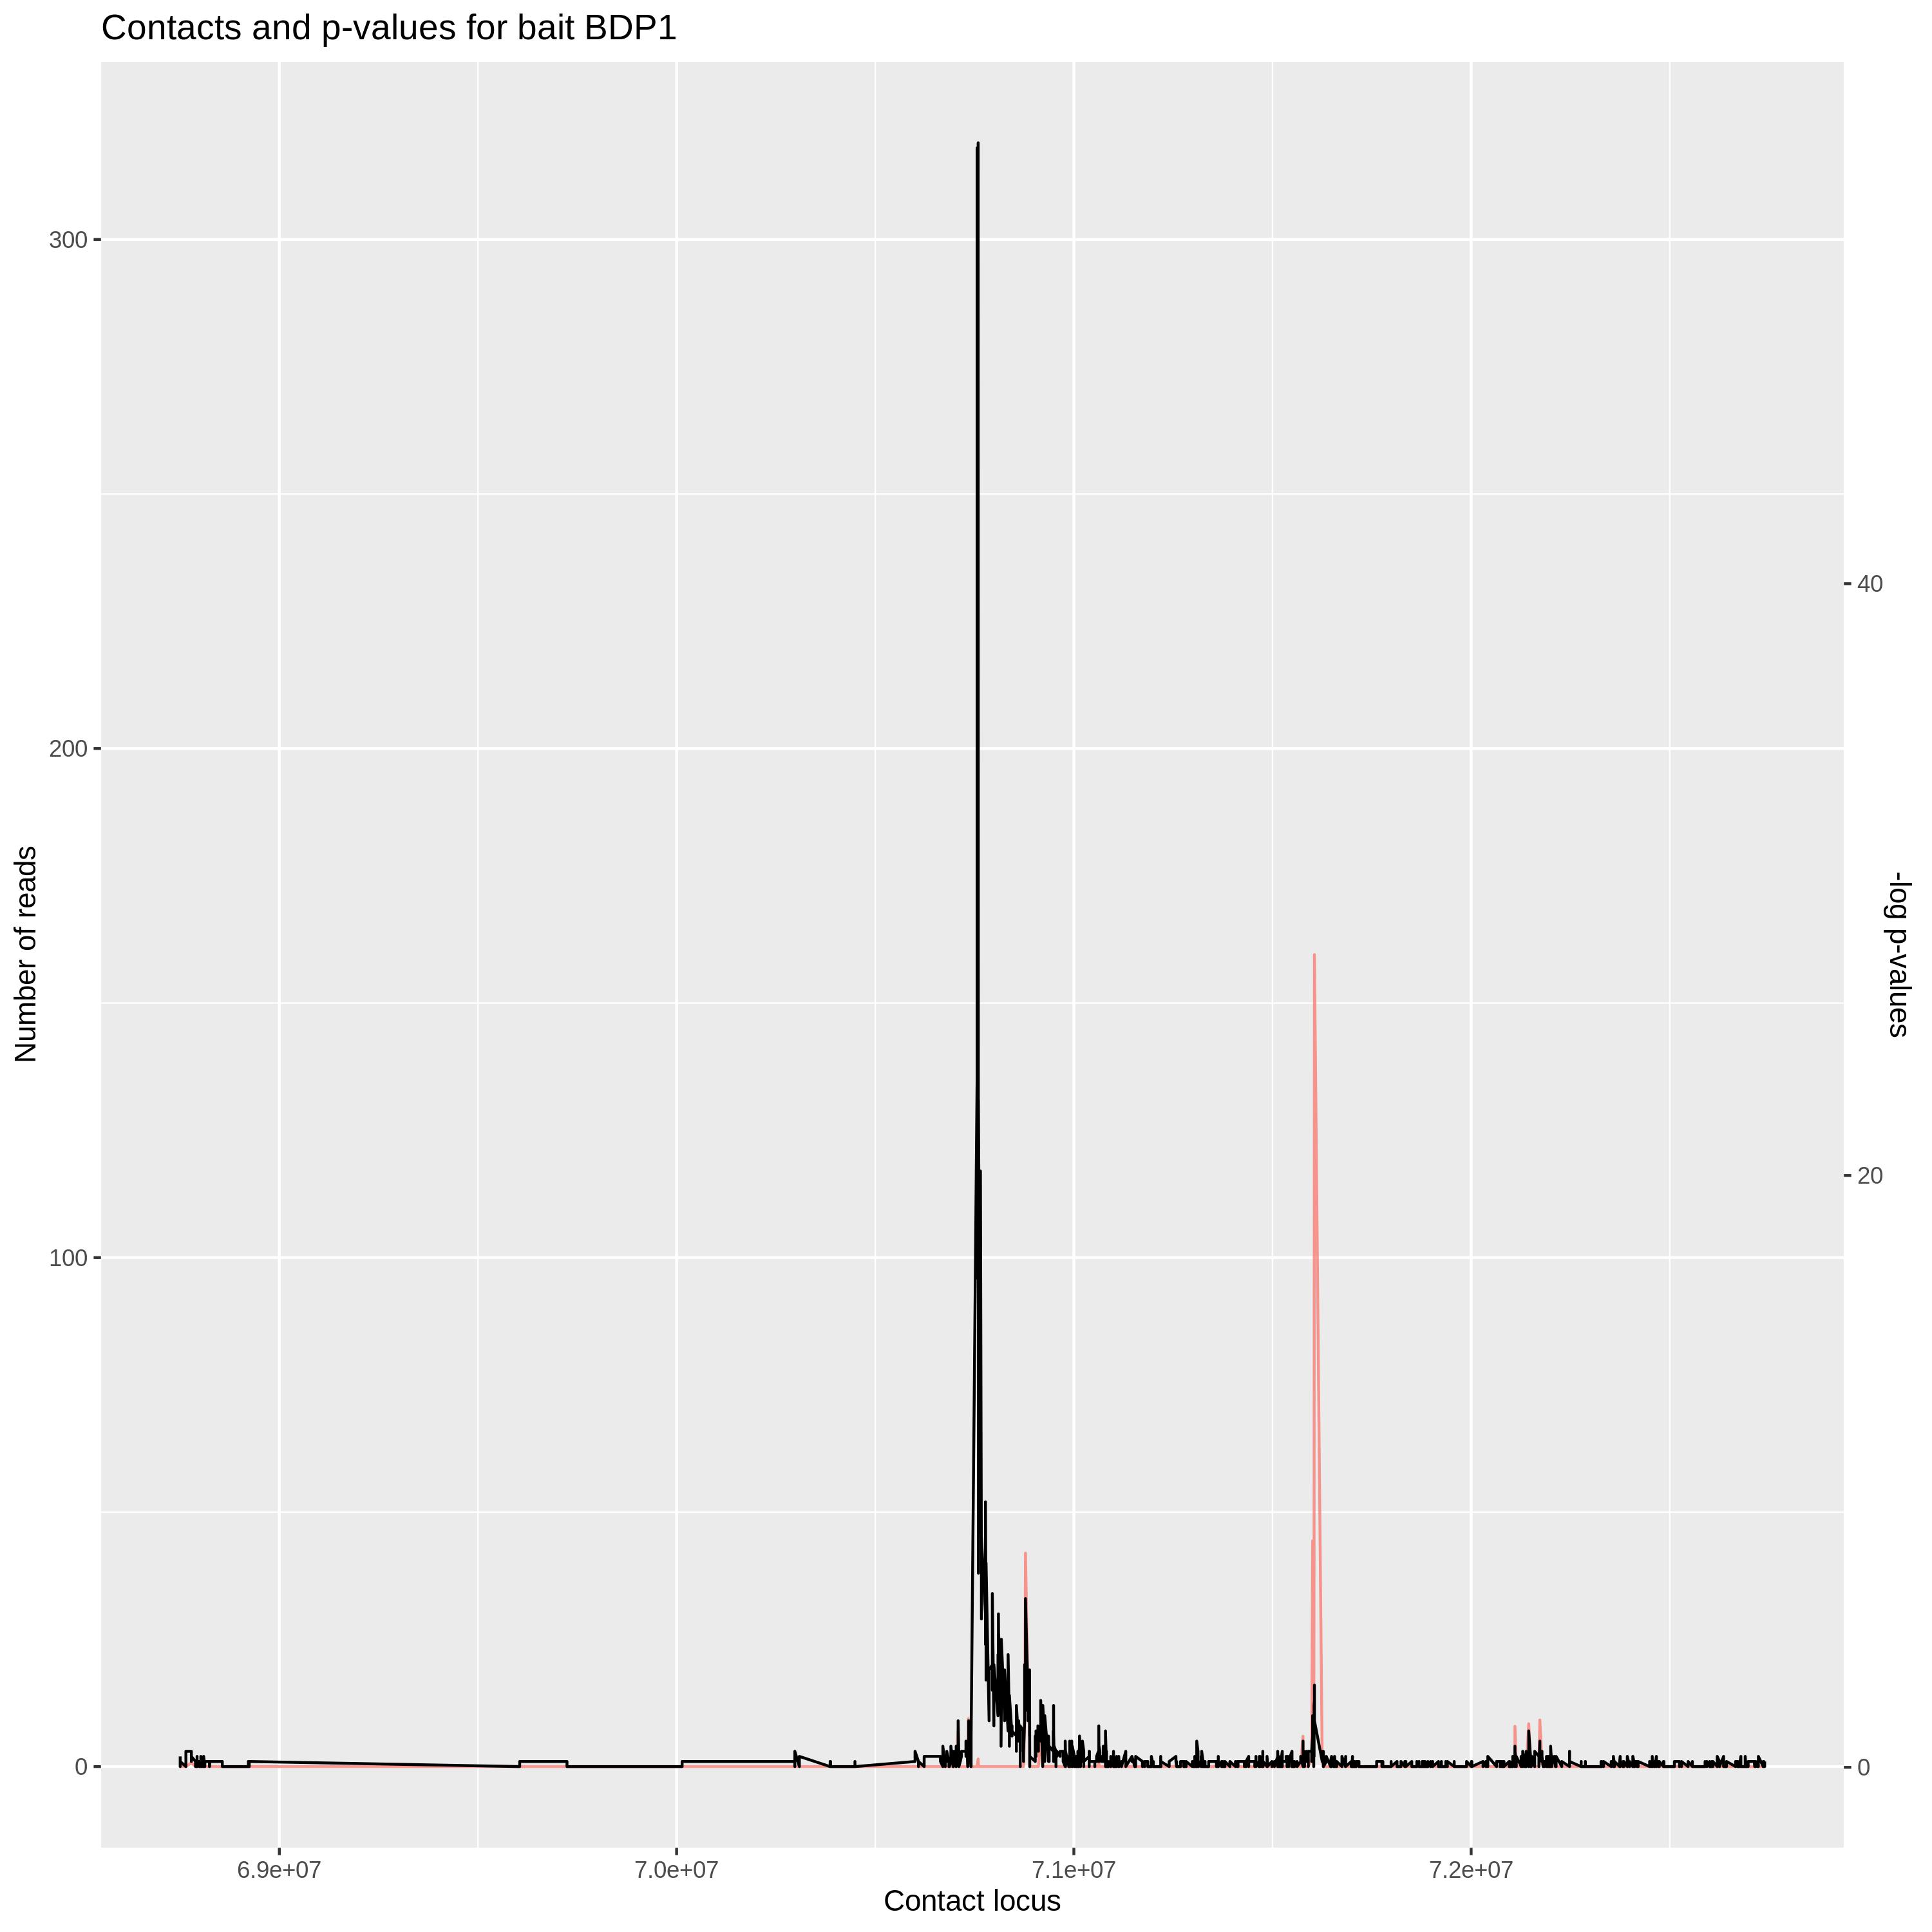 Contacts and p-values for bait BDP1
300
200
100
0
Number of reads
40
20
0
-log p-values
6.9e+07
7.0e+07
7.1e+07
7.2e+07
Contact locus